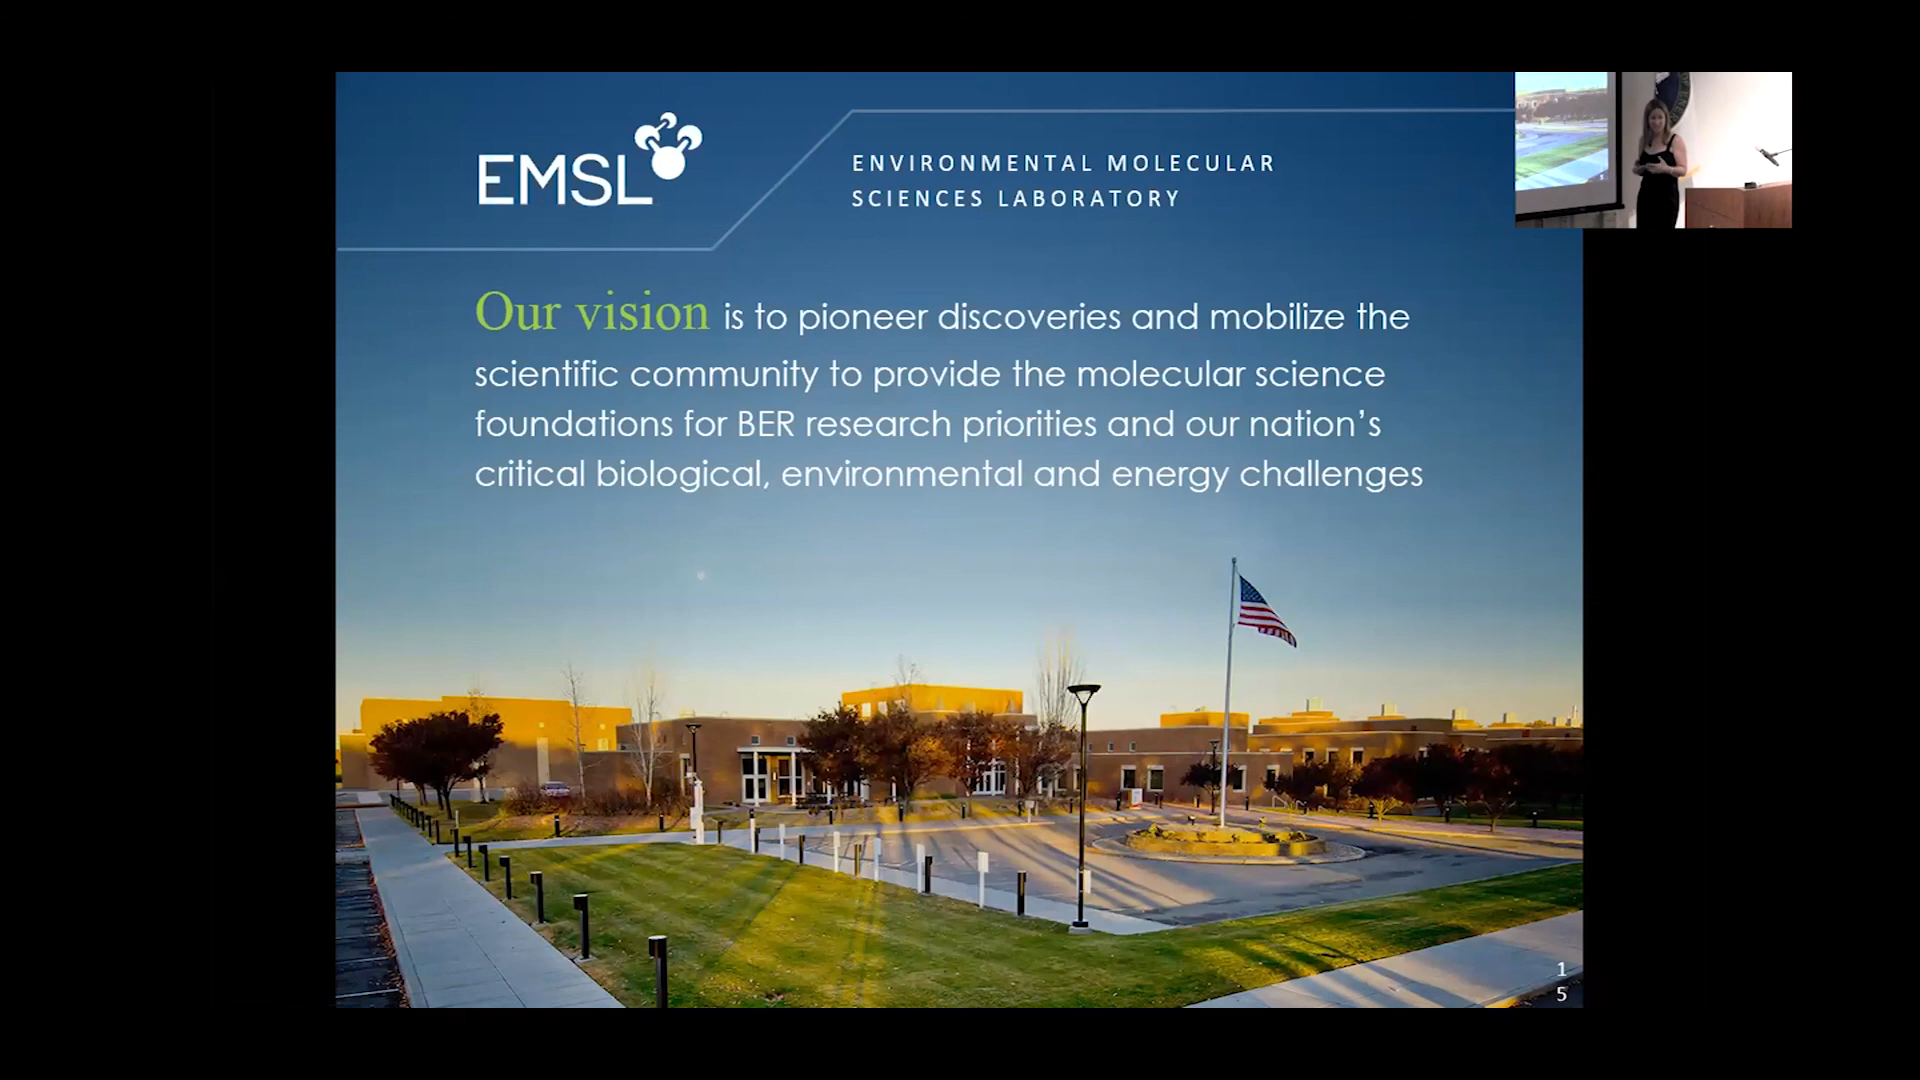 EMSL
ENVIRONMENTAL MOLECULAR
SCIENCES LABORATORY
Our vision is to pioneer discoveries and mobilize the
scientific community to provide the molecular science
foundations for BER research priorities and our nation’s
critical biological, environmental and energy challenges
1
5